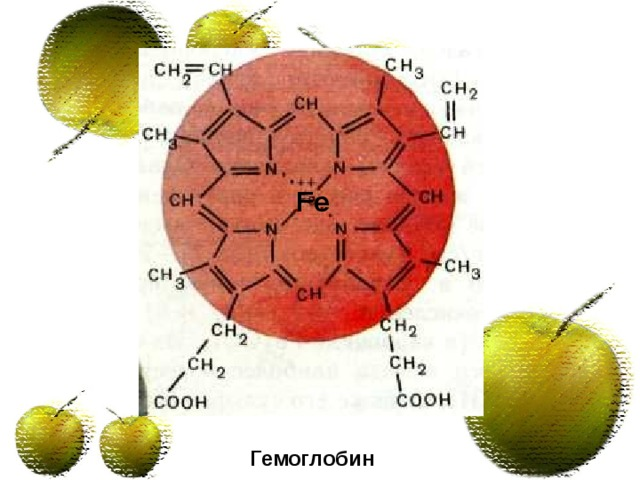 CH2=CH
CH3
CH2
CH
CH3
CH
N
N
++
Fe
CH
CH
N
N
CH3
CH
CH3
CH2
CH2
CH2
CH2
COOH
COOH
Гемоглобин